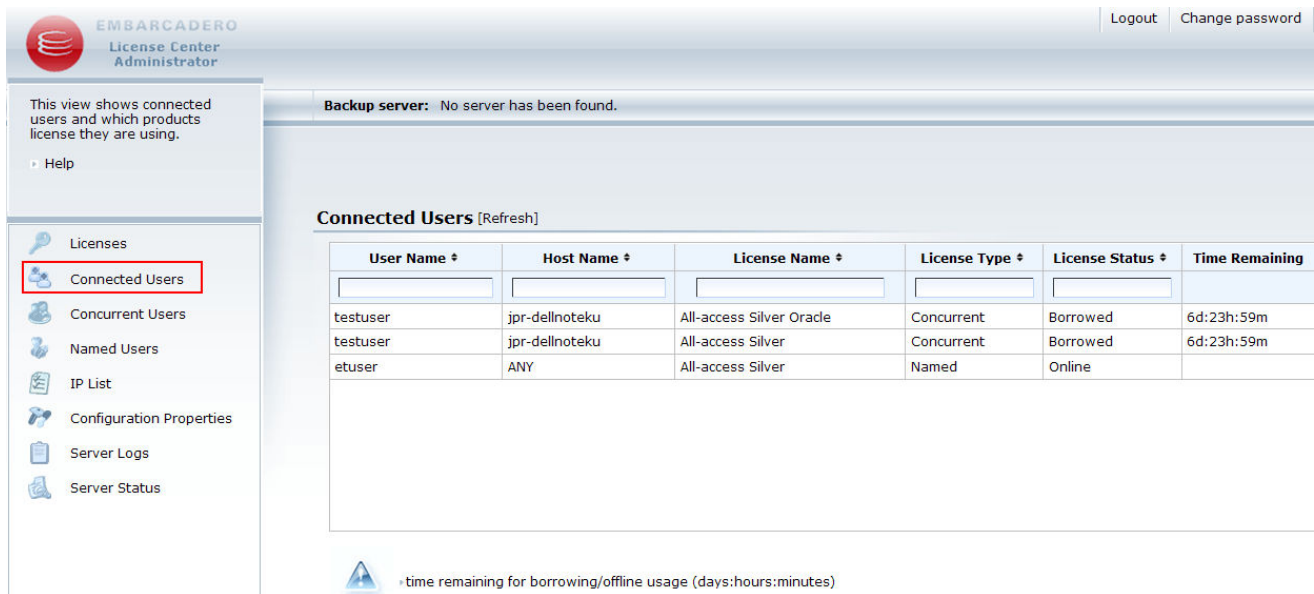 EMBARCADERO
License Center
Administrator
Logout
Change password
This view shows connected
users and which products
license they are using.
Help
Backup server: No server has been found.
Licenses
Connected Users
Concurrent Users
Named Users
IP List
Configuration Properties
Server Logs
Server Status
Connected Users [Refresh]
User Name Host Name License Name License Type License Status Time Remaining
testuser jpr-dellnoteku All-access Silver Oracle Concurrent Borrowed 6d:23h:59m
testuser jpr-dellnoteku All-access Silver Concurrent Borrowed 6d:23h:59m
etuser ANY All-access Silver Named Online
time remaining for borrowing/offline usage (days:hours:minutes)